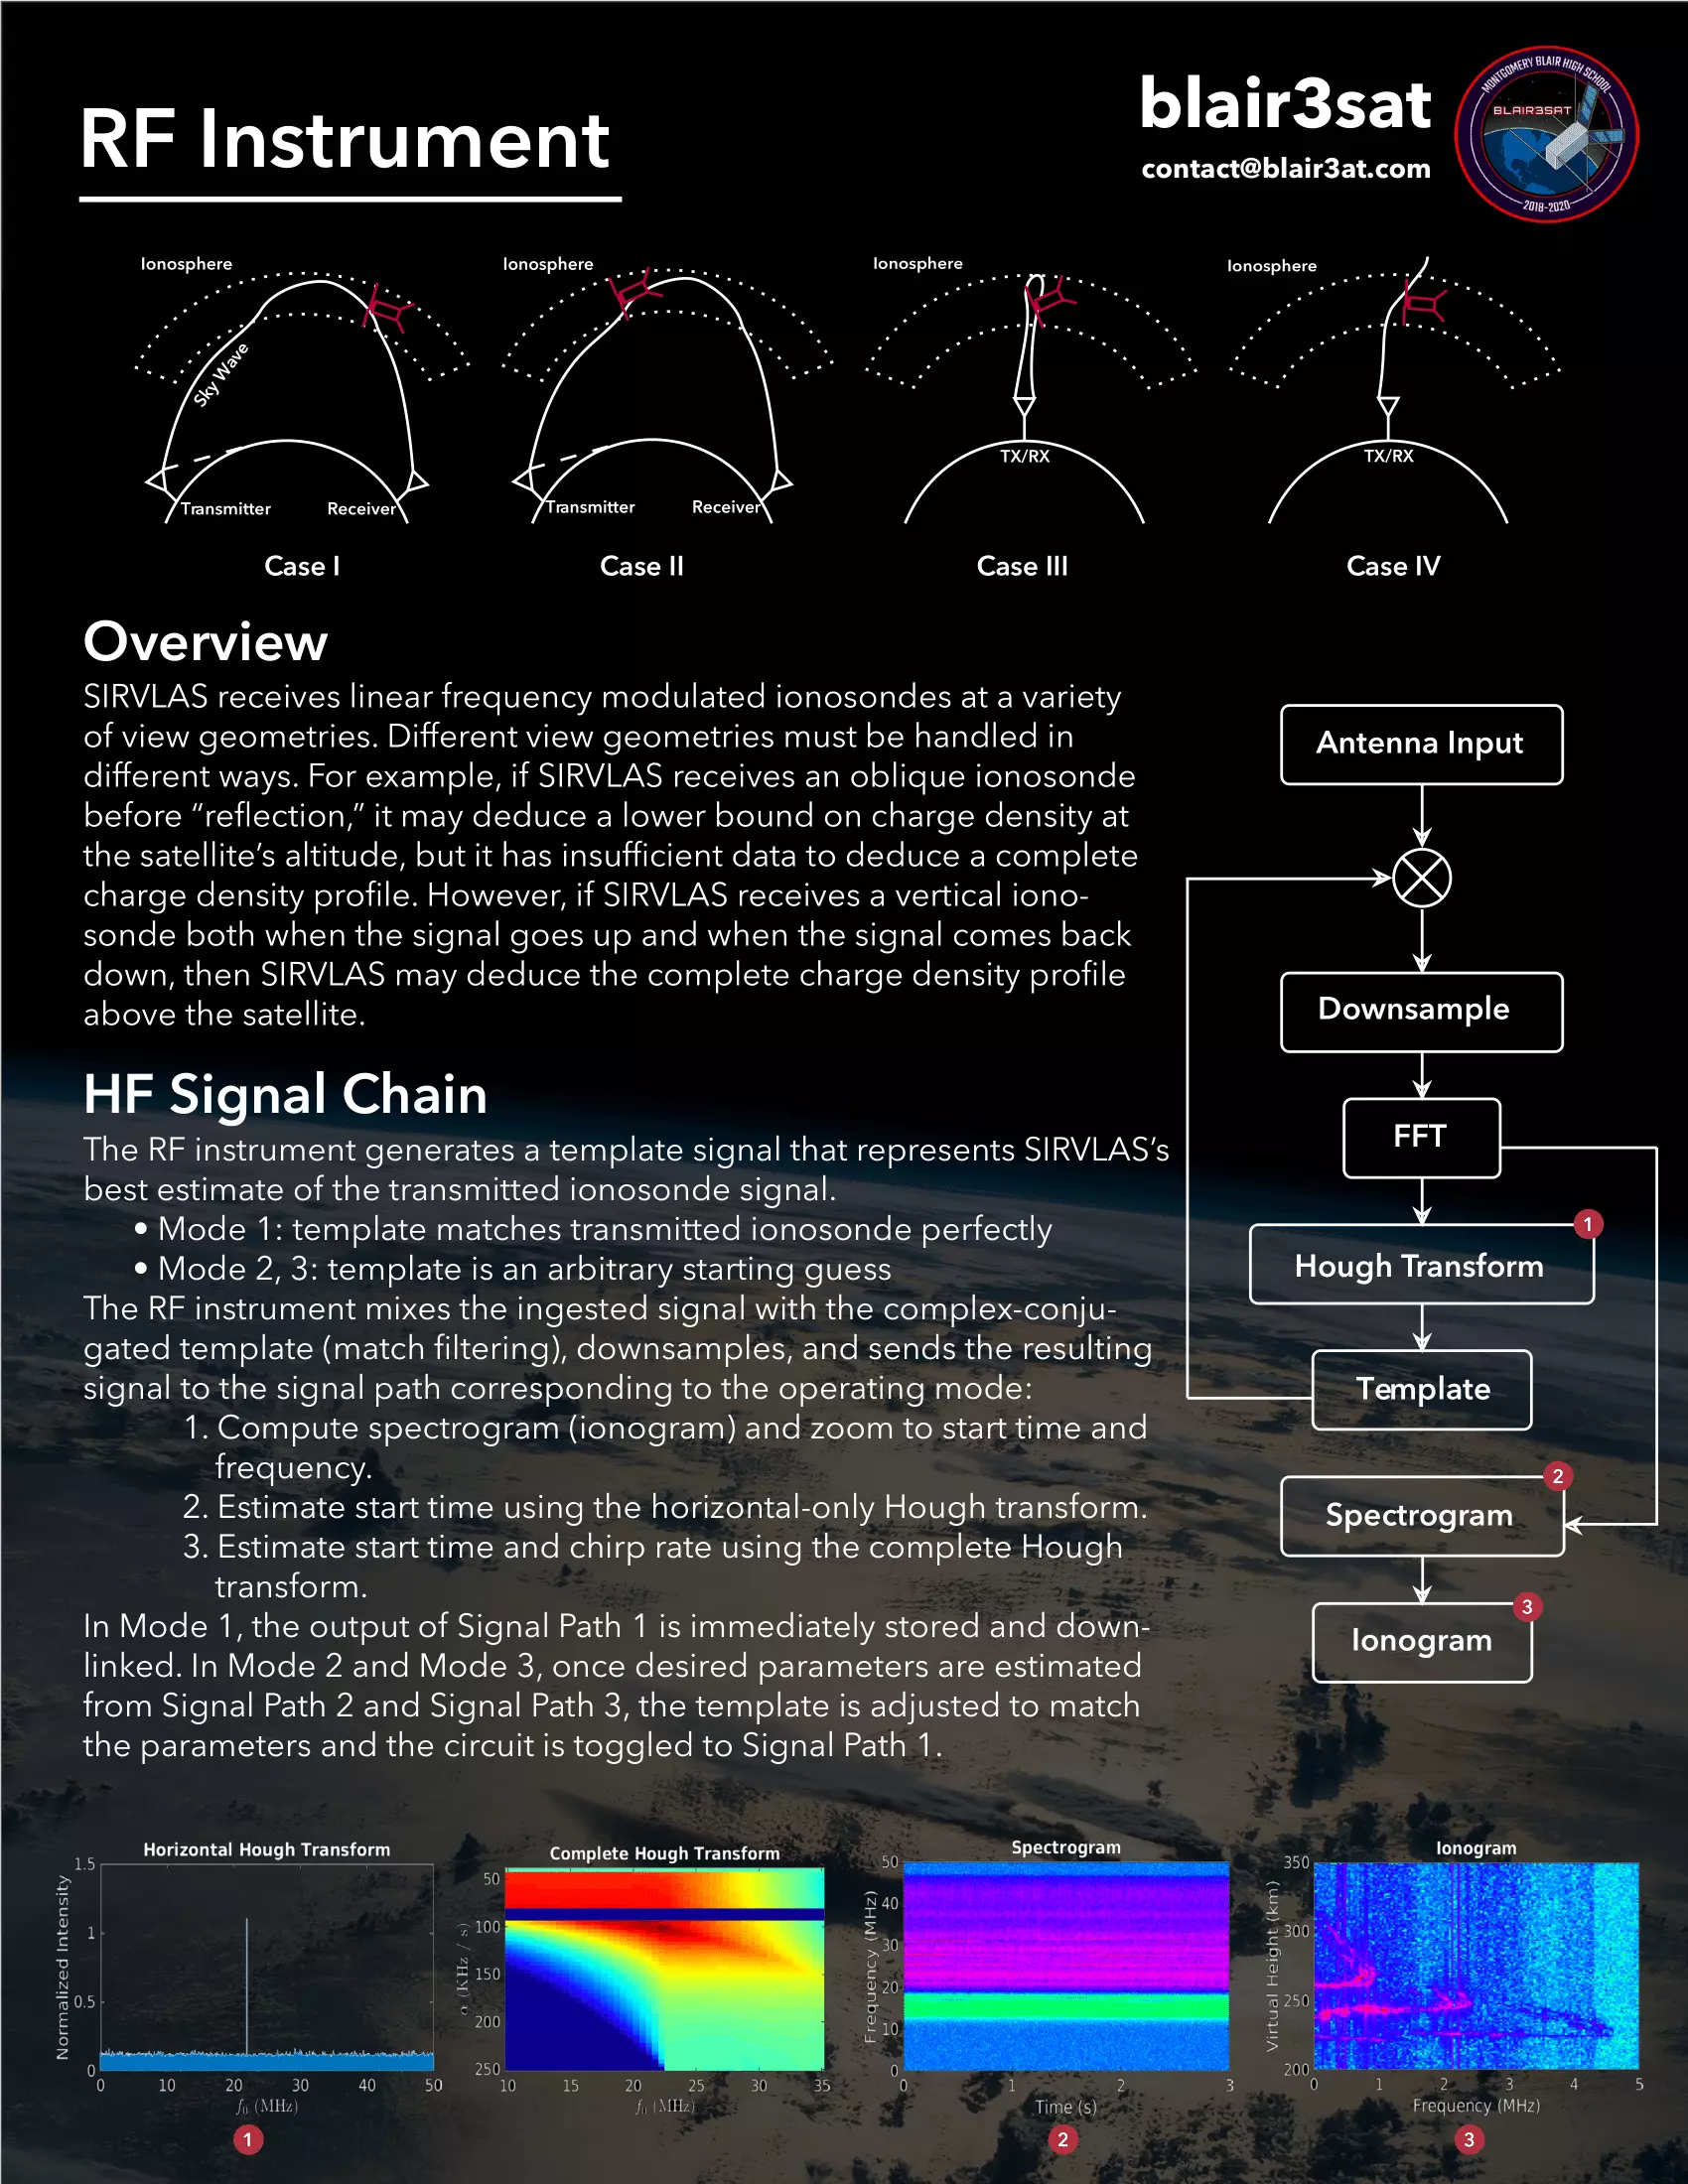 RF Instrument
blair3sat
contact@blair3at.com
MONTGOMERY BLAIR HIGH SCHOOL
BLAIR3SAT
2018-2020
Ionosphere
Sky Wave
Transmitter
Receiver
Case I
Ionosphere
Transmitter
Receiver
Case II
Ionosphere
TX/RX
Case III
Ionosphere
TX/RX
Case IV
Overview
SIRVLAS receives linear frequency modulated ionosondes at a variety
of view geometries. Different view geometries must be handled in
different ways. For example, if SIRVLAS receives an oblique ionosonde
before “reflection,” it may deduce a lower bound on charge density at
the satellite’s altitude, but it has insufficient data to deduce a complete
charge density profile. However, if SIRVLAS receives a vertical iono-
sonde both when the signal goes up and when the signal comes back
down, then SIRVLAS may deduce the complete charge density profile
above the satellite.
HF Signal Chain
The RF instrument generates a template signal that represents SIRVLAS’s
best estimate of the transmitted ionosonde signal.
• Mode 1: template matches transmitted ionosonde perfectly
• Mode 2, 3: template is an arbitrary starting guess
The RF instrument mixes the ingested signal with the complex-conju-
gated template (match filtering), downsamples, and sends the resulting
signal to the signal path corresponding to the operating mode:
1. Compute spectrogram (ionogram) and zoom to start time and
frequency.
2. Estimate start time using the horizontal-only Hough transform.
3. Estimate start time and chirp rate using the complete Hough
transform.
In Mode 1, the output of Signal Path 1 is immediately stored and down-
linked. In Mode 2 and Mode 3, once desired parameters are estimated
from Signal Path 2 and Signal Path 3, the template is adjusted to match
the parameters and the circuit is toggled to Signal Path 1.
Antenna Input
Downsample
FFT
1
Hough Transform
Template
2
Spectrogram
3
Ionogram
Horizontal Hough Transform
Normalized Intensity
1.5
1
0.5
0
0 10 20 30 40 50
f₀ (MHz)
1
Complete Hough Transform
α (KHz / s)
50
100
150
200
250
10 15 20 25 30 35
f₀ (MHz)
Spectrogram
Frequency (MHz)
50
40
30
20
10
0
0 1 2 3
Time (s)
2
Ionogram
Virtual Height (km)
350
300
250
200
0 1 2 3 4 5
Frequency (MHz)
3